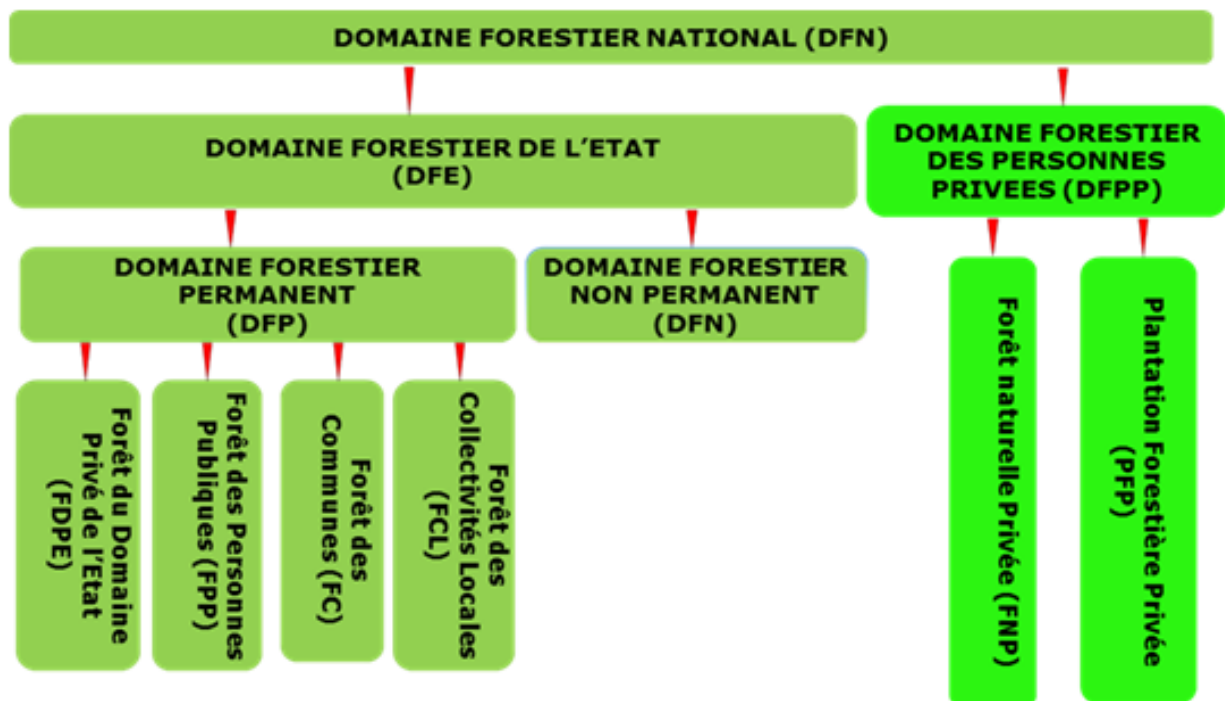 DOMAINE FORESTIER NATIONAL (DFN)
DOMAINE FORESTIER DE L’ETAT
(DFE)
DOMAINE FORESTIER
DES PERSONNES
PRIVEES (DFPP)
DOMAINE FORESTIER
PERMANENT
(DFP)
DOMAINE FORESTIER
NON PERMANENT
(DFN)
Forêt du Domaine
Privé de l’Etat
(FDPE)
Forêt des Personnes
Publiques (FPP)
Forêt des
Communes (FC)
Forêt des
Collectivités Locales
(FCL)
Forêt naturelle Privée (FNP)
Plantation Forestière Privée
(PFP)